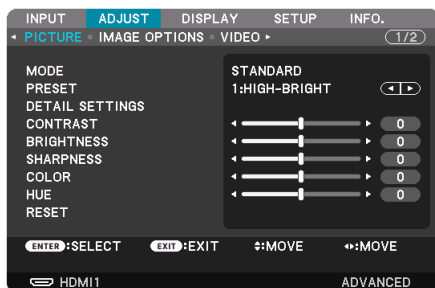 INPUT ADJUST DISPLAY SETUP INFO.
PICTURE IMAGE OPTIONS VIDEO 1/2
MODE STANDARD
PRESET 1:HIGH-BRIGHT
DETAIL SETTINGS
CONTRAST 0
BRIGHTNESS 0
SHARPNESS 0
COLOR 0
HUE 0
RESET
ENTER:SELECT EXIT:EXIT :MOVE :MOVE
HDMI1 ADVANCED